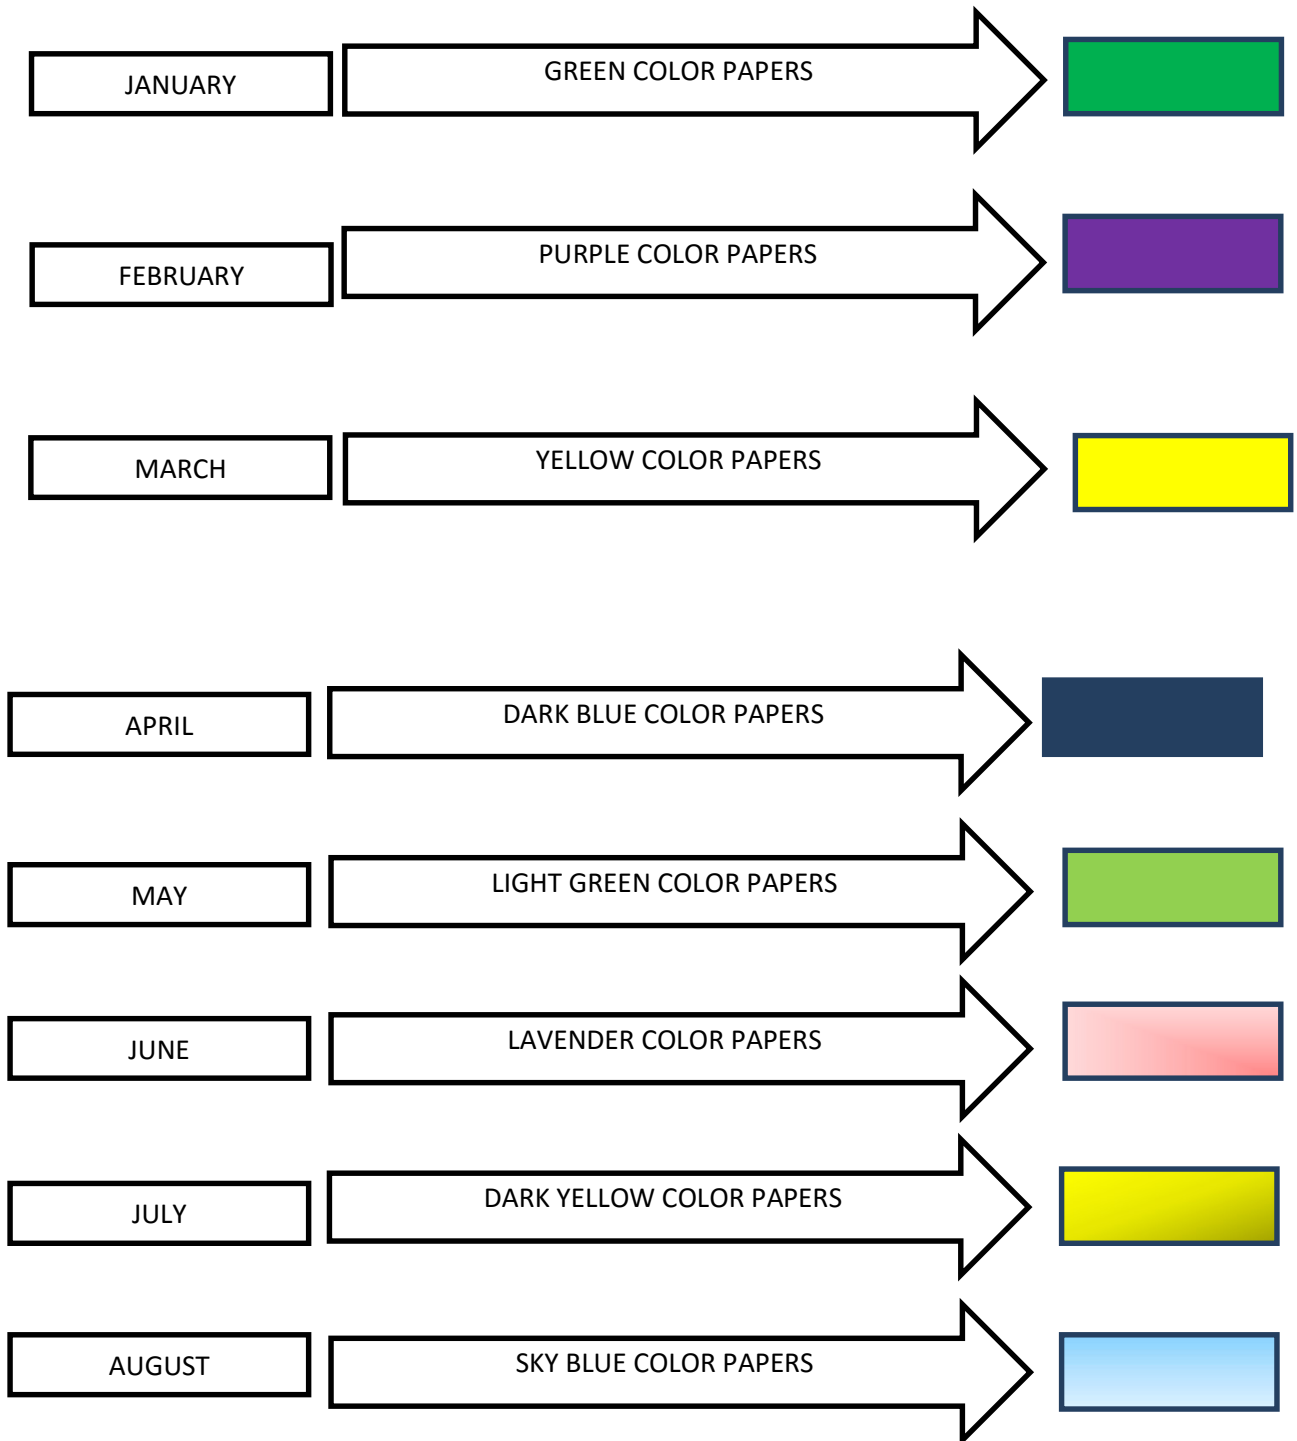 JANUARY
GREEN COLOR PAPERS
FEBRUARY
PURPLE COLOR PAPERS
MARCH
YELLOW COLOR PAPERS
APRIL
DARK BLUE COLOR PAPERS
MAY
LIGHT GREEN COLOR PAPERS
JUNE
LAVENDER COLOR PAPERS
JULY
DARK YELLOW COLOR PAPERS
AUGUST
SKY BLUE COLOR PAPERS